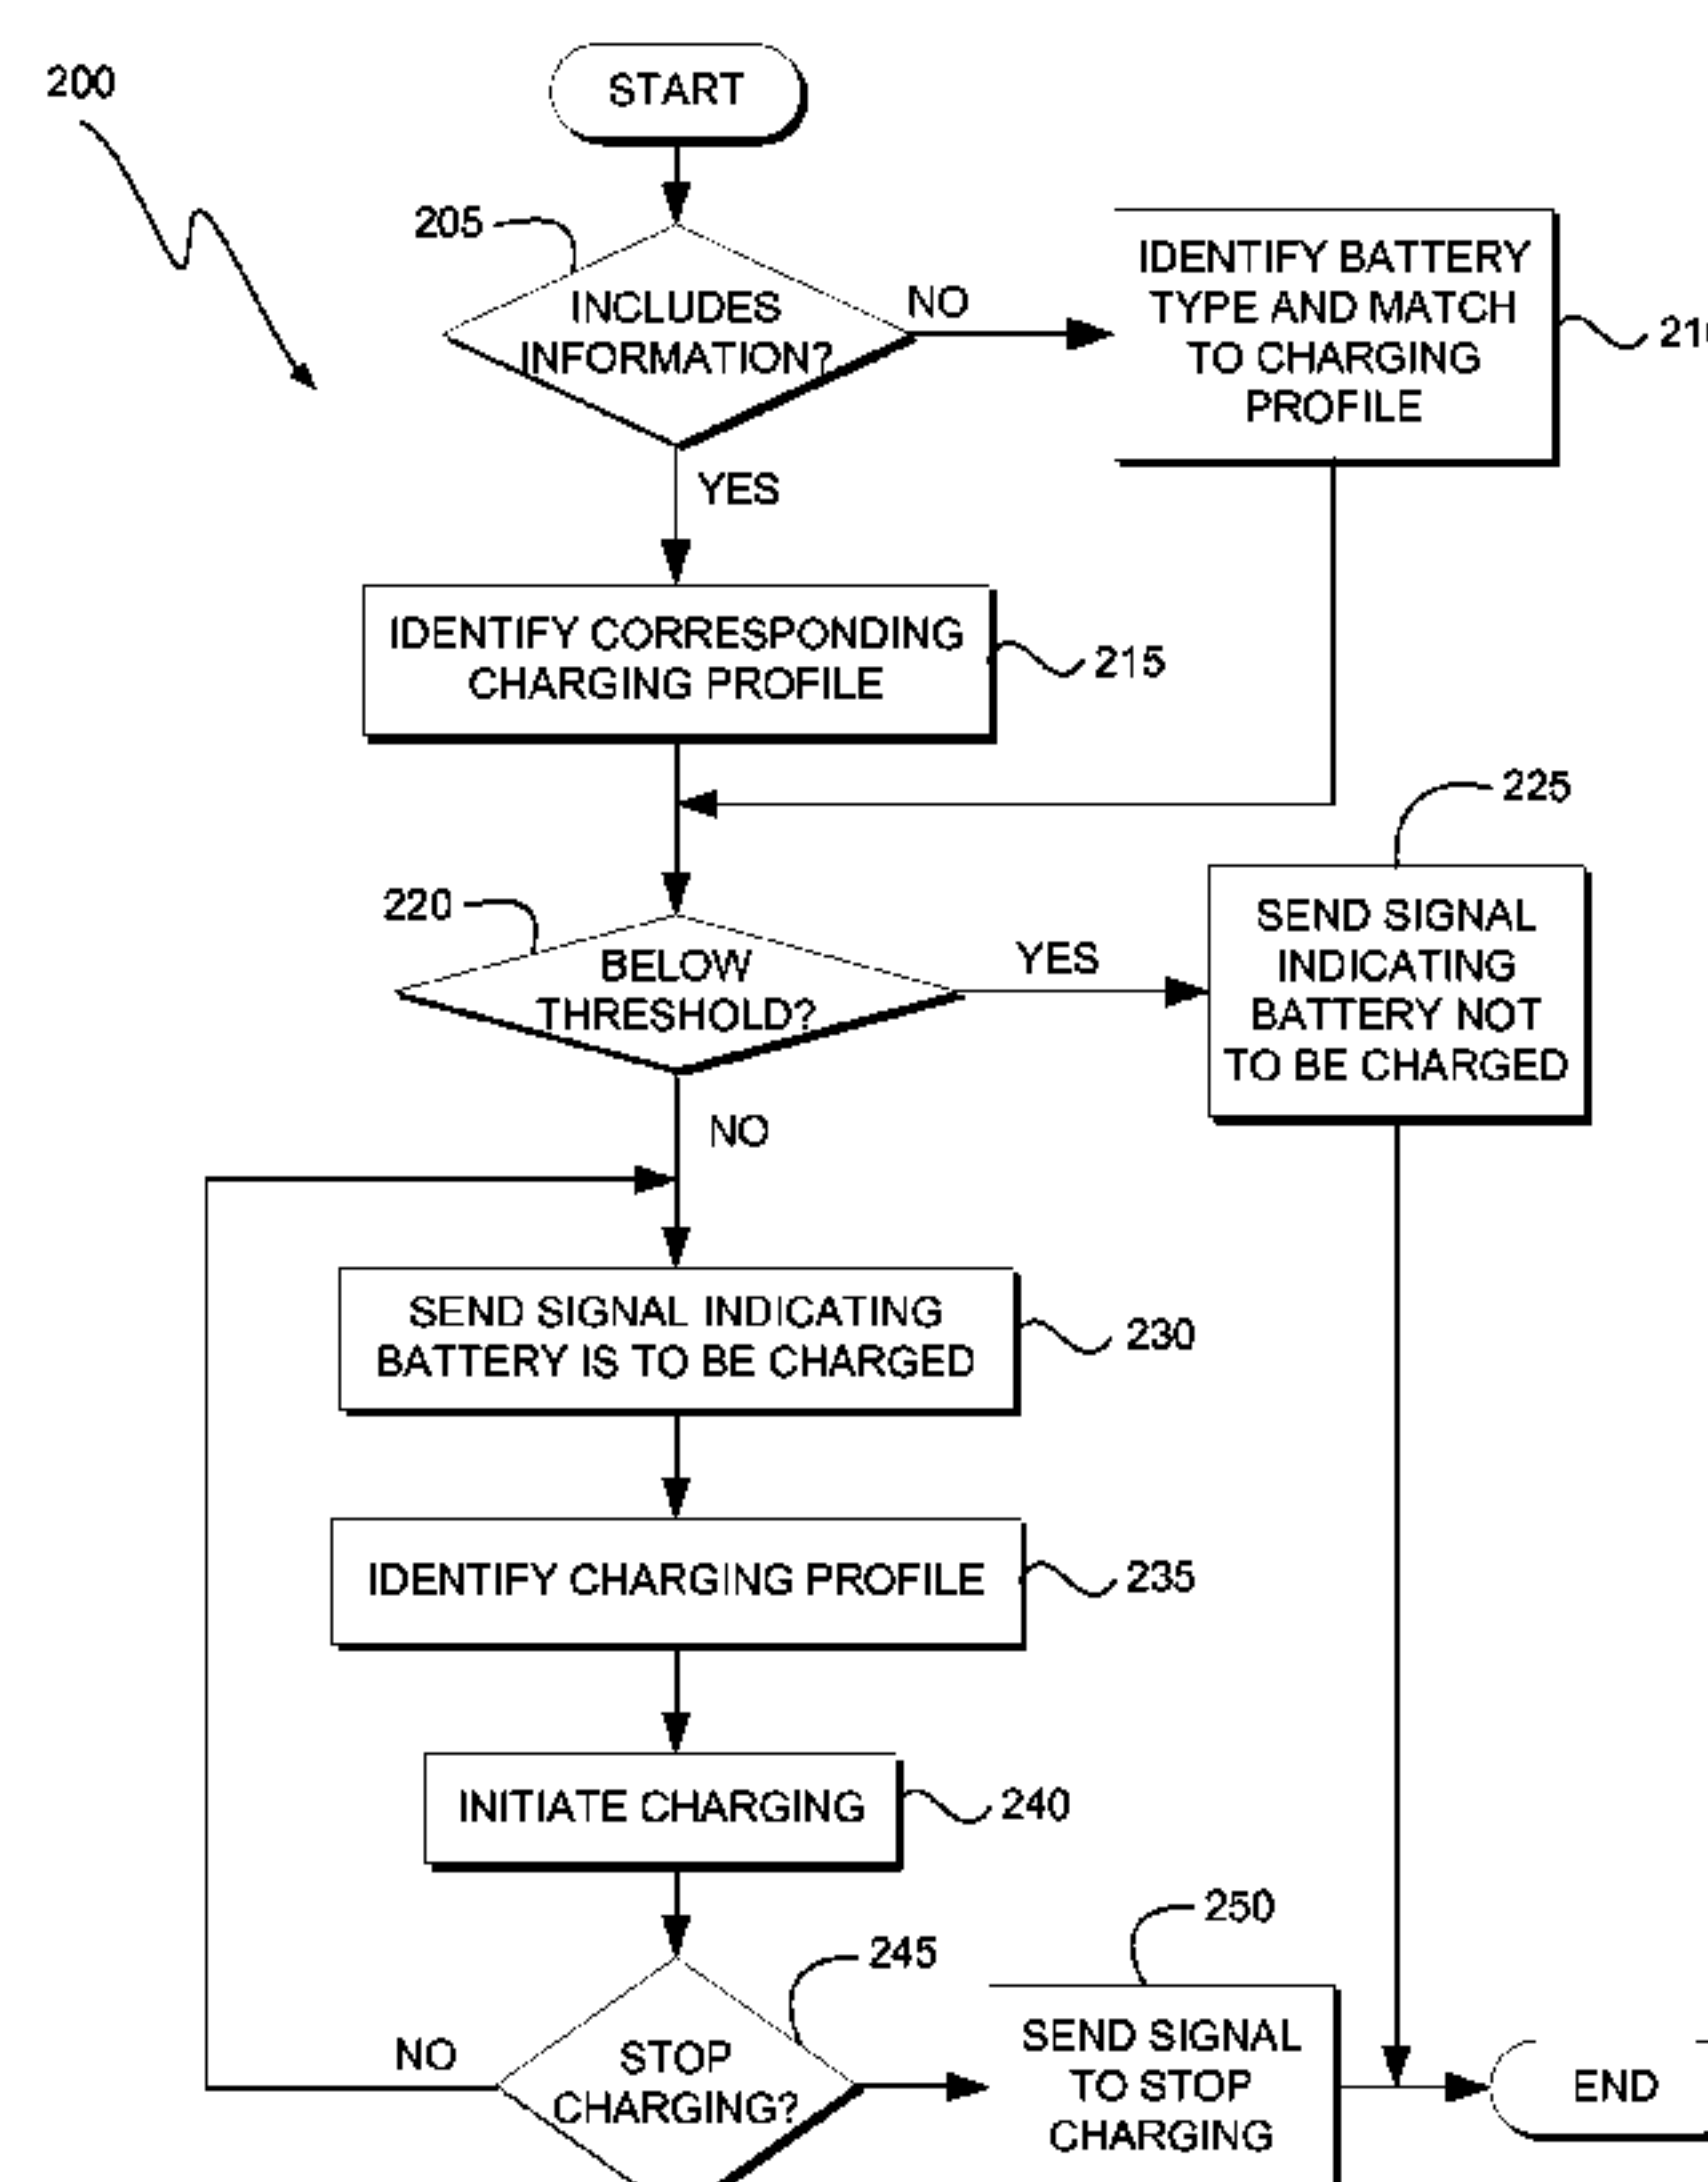 200
START
205
INCLUDES
INFORMATION?
NO
IDENTIFY BATTERY
TYPE AND MATCH
TO CHARGING
PROFILE
YES
IDENTIFY CORRESPONDING
CHARGING PROFILE
215
225
220
BELOW
THRESHOLD?
YES
SEND SIGNAL
INDICATING
BATTERY NOT
TO BE CHARGED
NO
SEND SIGNAL INDICATING
BATTERY IS TO BE CHARGED
230
IDENTIFY CHARGING PROFILE
235
INITIATE CHARGING
240
250
245
NO
STOP
CHARGING?
SEND SIGNAL
TO STOP
CHARGING
END